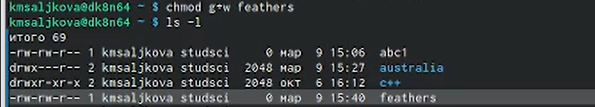 kmsaljkova@dk8n64 ~ $ chmod g+w feathers
kmsaljkova@dk8n64 ~ $ ls -l
итого 69
-rw-rw-r-- 1 kmsaljkova studsci 0 мар 9 15:06 abc1
drwx---r-- 2 kmsaljkova studsci 2048 мар 9 15:27 australia
drwxr-xr-x 2 kmsaljkova studsci 2048 окт 6 16:12 c++
-rw-rw-r-- 1 kmsaljkova studsci 0 мар 9 15:40 feathers